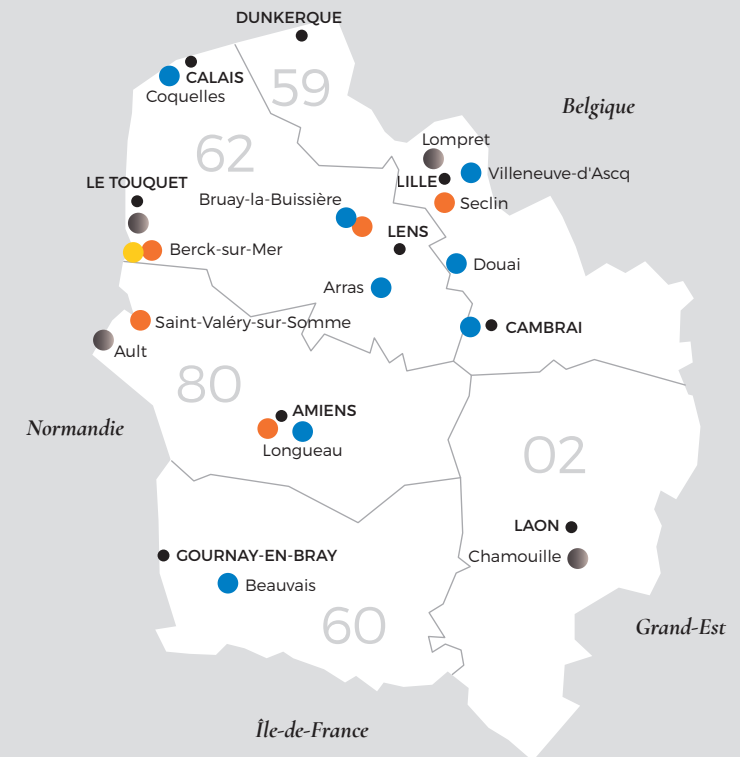 DUNKERQUE
CALAIS
Coquelles
59
Belgique
62
Lompret
LILLE
Villeneuve-d'Ascq
LE TOUQUET
Bruay-la-Buissière
Seclin
LENS
Berck-sur-Mer
Douai
Arras
Saint-Valéry-sur-Somme
CAMBRAI
Ault
80
AMIENS
Normandie
Longueau
02
LAON
GOURNAY-EN-BRAY
Chamouille
Beauvais
60
Grand-Est
Île-de-France